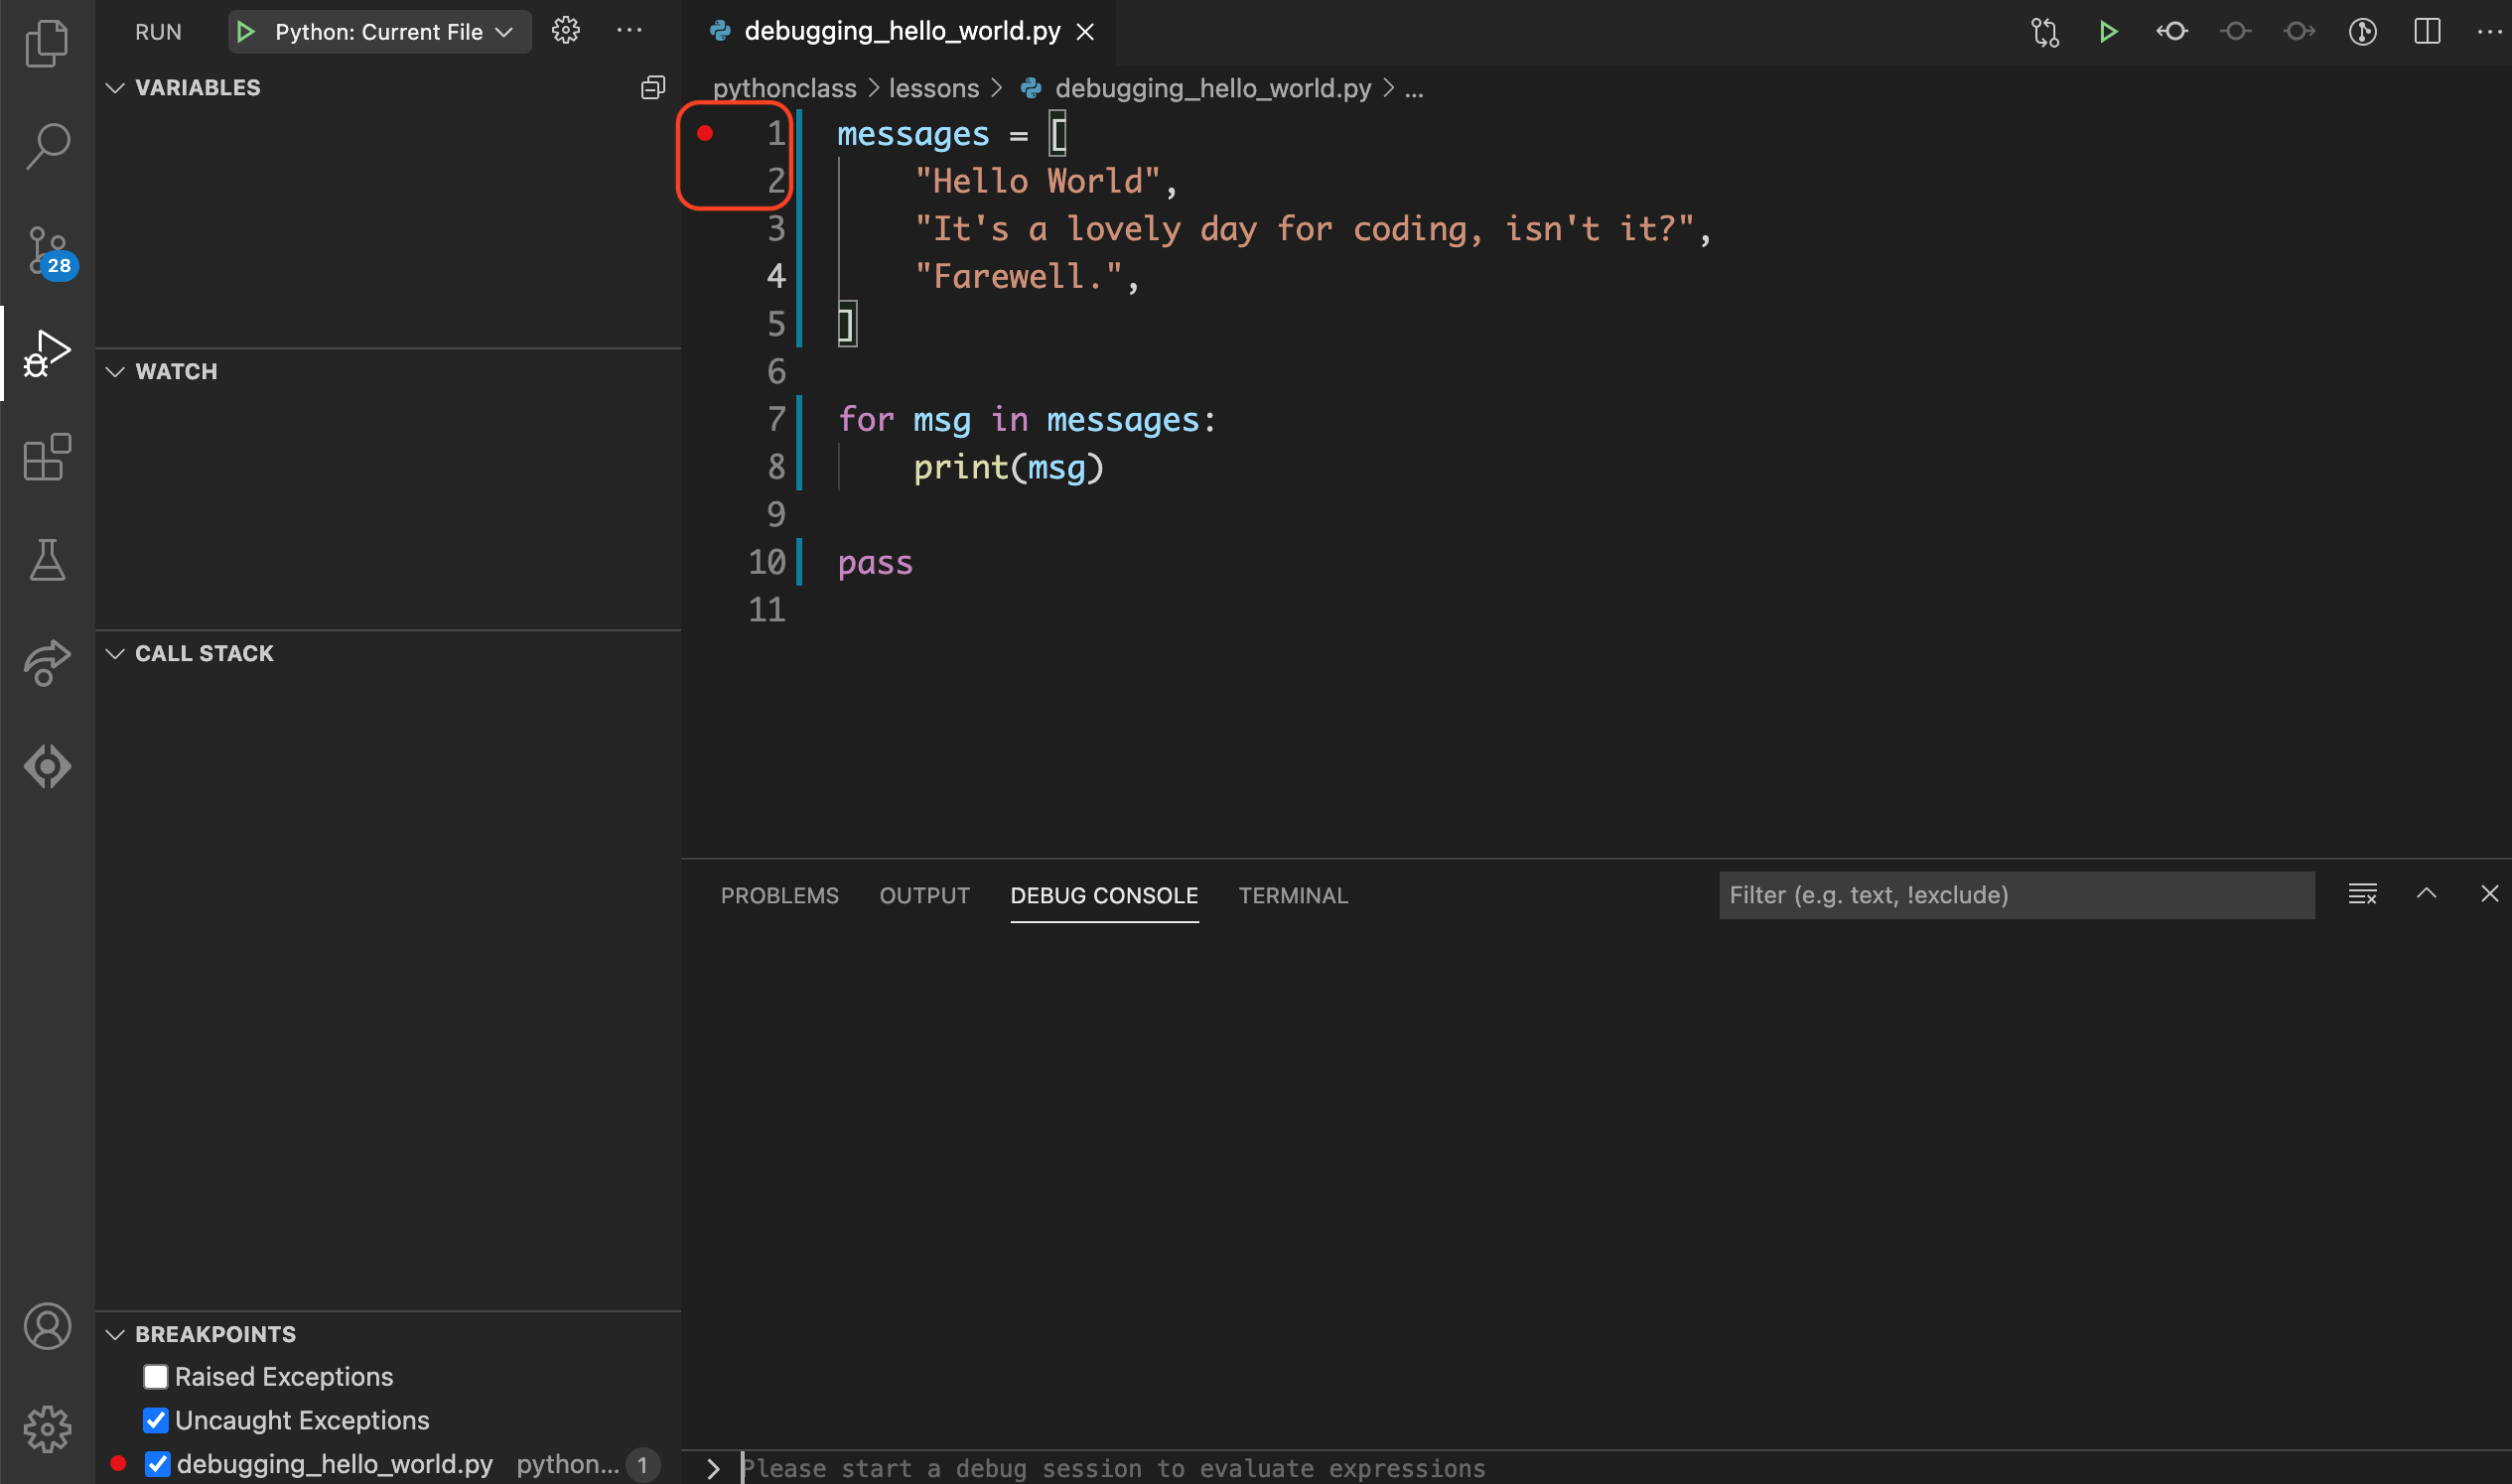 RUN Python: Current File
VARIABLES
28
WATCH
CALL STACK
BREAKPOINTS
Raised Exceptions
Uncaught Exceptions
debugging_hello_world.py python... 1
debugging_hello_world.py
pythonclass > lessons > debugging_hello_world.py > ...
1 messages = [
2 "Hello World",
3 "It's a lovely day for coding, isn't it?",
4 "Farewell.",
5 ]
6
7 for msg in messages:
8 print(msg)
9
10 pass
11
PROBLEMS OUTPUT DEBUG CONSOLE TERMINAL Filter (e.g. text, !exclude)
Please start a debug session to evaluate expressions